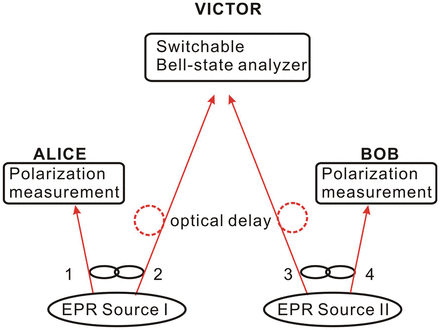 VICTOR
Switchable
Bell-state analyzer
ALICE
Polarization
measurement
BOB
Polarization
measurement
optical delay
1
2
3
4
EPR Source I
EPR Source II